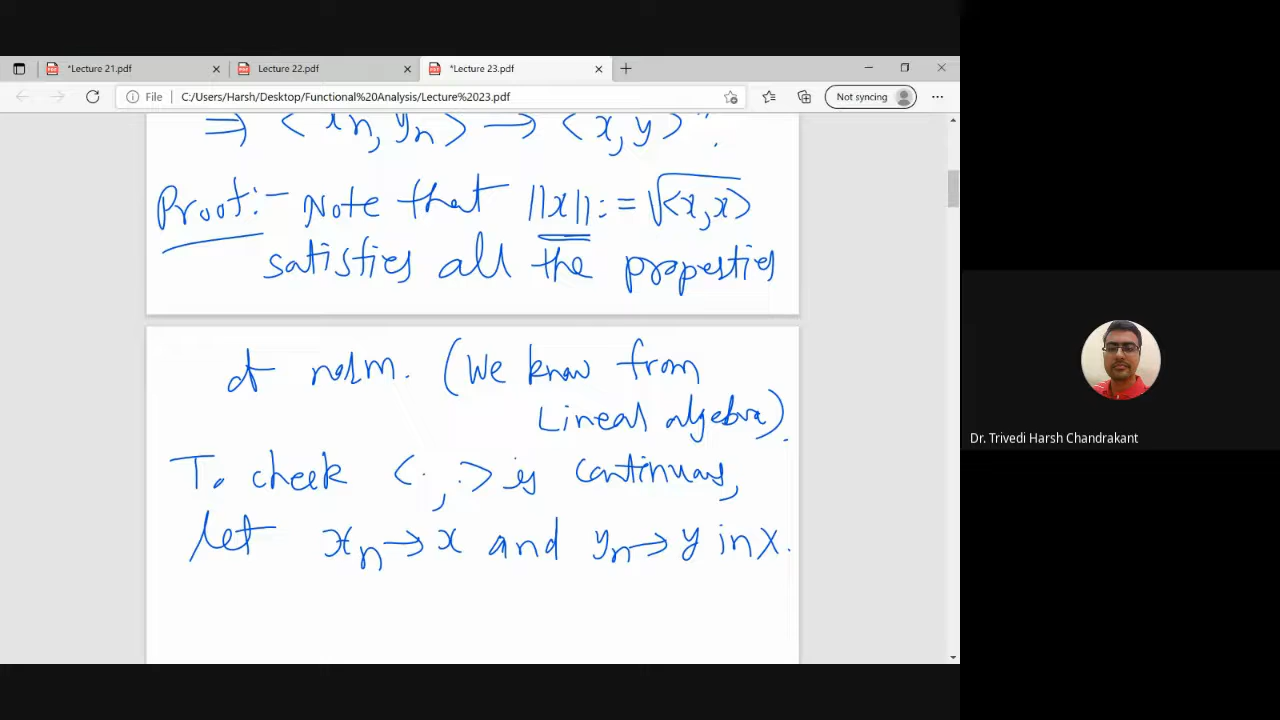 *Lecture 21.pdf
Lecture 22.pdf
*Lecture 23.pdf
File
C:/Users/Harsh/Desktop/Functional%20Analysis/Lecture%2023.pdf
Not syncing
⇒ <xn, yn> → <x, y>".
Proof:- Note that ||x|| := √<x, x>
satisfies all the properties
of norm. (We know from
Linear algebra).
To check <·, ·> is continuous,
let xn → x and yn → y in X.
Dr. Trivedi Harsh Chandrakant